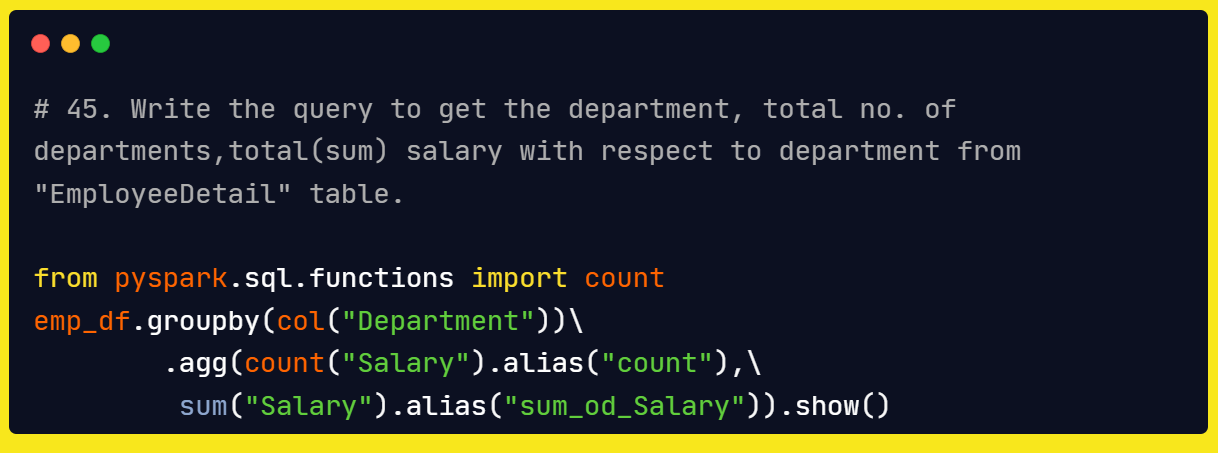 # 45. Write the query to get the department, total no. of
departments,total(sum) salary with respect to department from
"EmployeeDetail" table.
from pyspark.sql.functions import count
emp_df.groupby(col("Department"))\
.agg(count("Salary").alias("count"),\
sum("Salary").alias("sum_od_Salary")).show()